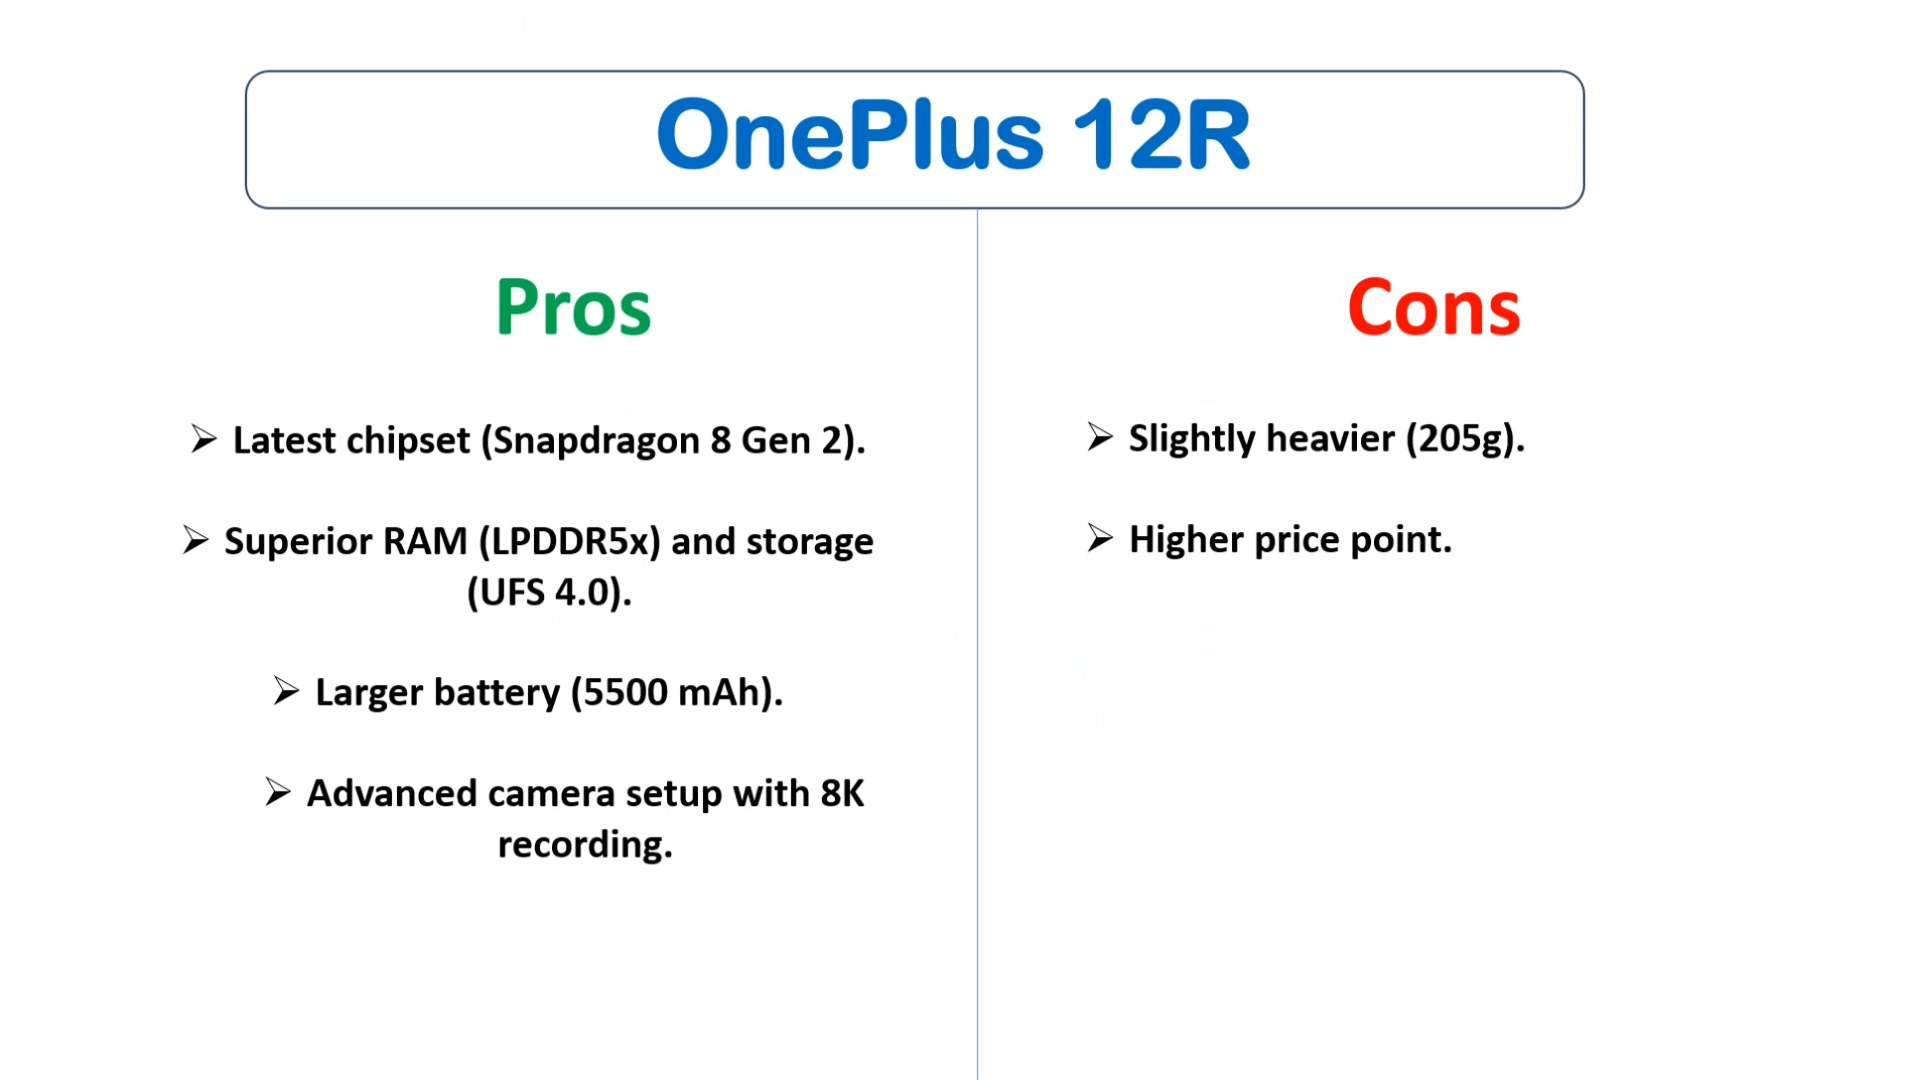 OnePlus 12R
Pros
➢ Latest chipset (Snapdragon 8 Gen 2).
➢ Superior RAM (LPDDR5x) and storage
(UFS 4.0).
➢ Larger battery (5500 mAh).
➢ Advanced camera setup with 8K
recording.
Cons
➢ Slightly heavier (205g).
➢ Higher price point.